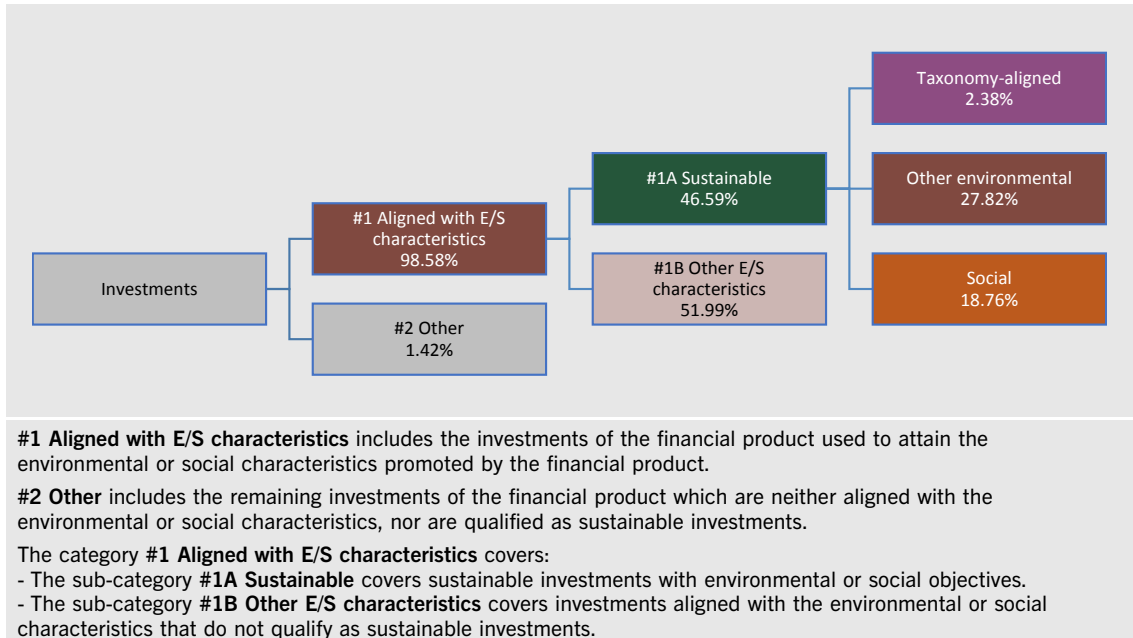 Taxonomy-aligned
2.38%
#1A Sustainable
46.59%
Other environmental
27.82%
#1 Aligned with E/S
characteristics
98.58%
Investments
#1B Other E/S
characteristics
51.99%
Social
18.76%
#2 Other
1.42%
#1 Aligned with E/S characteristics includes the investments of the financial product used to attain the
environmental or social characteristics promoted by the financial product.
#2 Other includes the remaining investments of the financial product which are neither aligned with the
environmental or social characteristics, nor are qualified as sustainable investments.
The category #1 Aligned with E/S characteristics covers:
- The sub-category #1A Sustainable covers sustainable investments with environmental or social objectives.
- The sub-category #1B Other E/S characteristics covers investments aligned with the environmental or social
characteristics that do not qualify as sustainable investments.